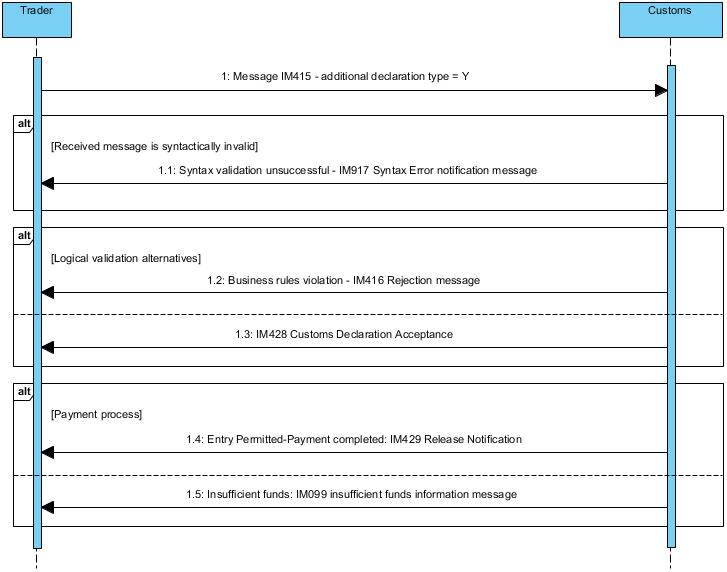 Trader
Customs
1: Message IM415 - additional declaration type = Y
alt
[Received message is syntactically invalid]
1.1: Syntax validation unsuccessful - IM917 Syntax Error notification message
alt
[Logical validation alternatives]
1.2: Business rules violation - IM416 Rejection message
1.3: IM428 Customs Declaration Acceptance
alt
[Payment process]
1.4: Entry Permitted-Payment completed: IM429 Release Notification
1.5: Insufficient funds: IM099 insufficient funds information message